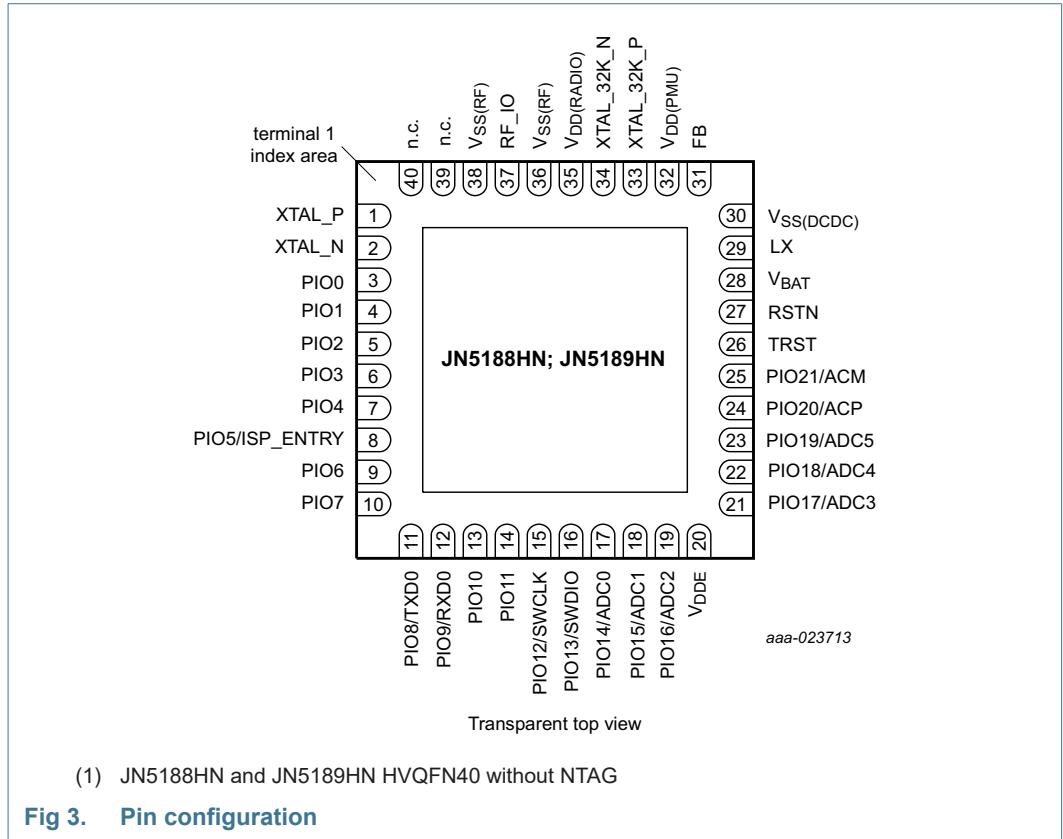 terminal 1
index area
n.c.
n.c.
VSS(RF)
RF_IO
VSS(RF)
VDD(RADIO)
XTAL_32K_N
XTAL_32K_P
VDD(PMU)
FB
40
39
38
37
36
35
34
33
32
31
XTAL_P 1
XTAL_N 2
PIO0 3
PIO1 4
PIO2 5
PIO3 6
PIO4 7
PIO5/ISP_ENTRY 8
PIO6 9
PIO7 10
JN5188HN; JN5189HN
30 VSS(DCDC)
29 LX
28 VBAT
27 RSTN
26 TRST
25 PIO21/ACM
24 PIO20/ACP
23 PIO19/ADC5
22 PIO18/ADC4
21 PIO17/ADC3
11
12
13
14
15
16
17
18
19
20
PIO8/TXD0
PIO9/RXD0
PIO10
PIO11
PIO12/SWCLK
PIO13/SWDIO
PIO14/ADC0
PIO15/ADC1
PIO16/ADC2
VDDE
aaa-023713
Transparent top view
(1) JN5188HN and JN5189HN HVQFN40 without NTAG
Fig 3. Pin configuration